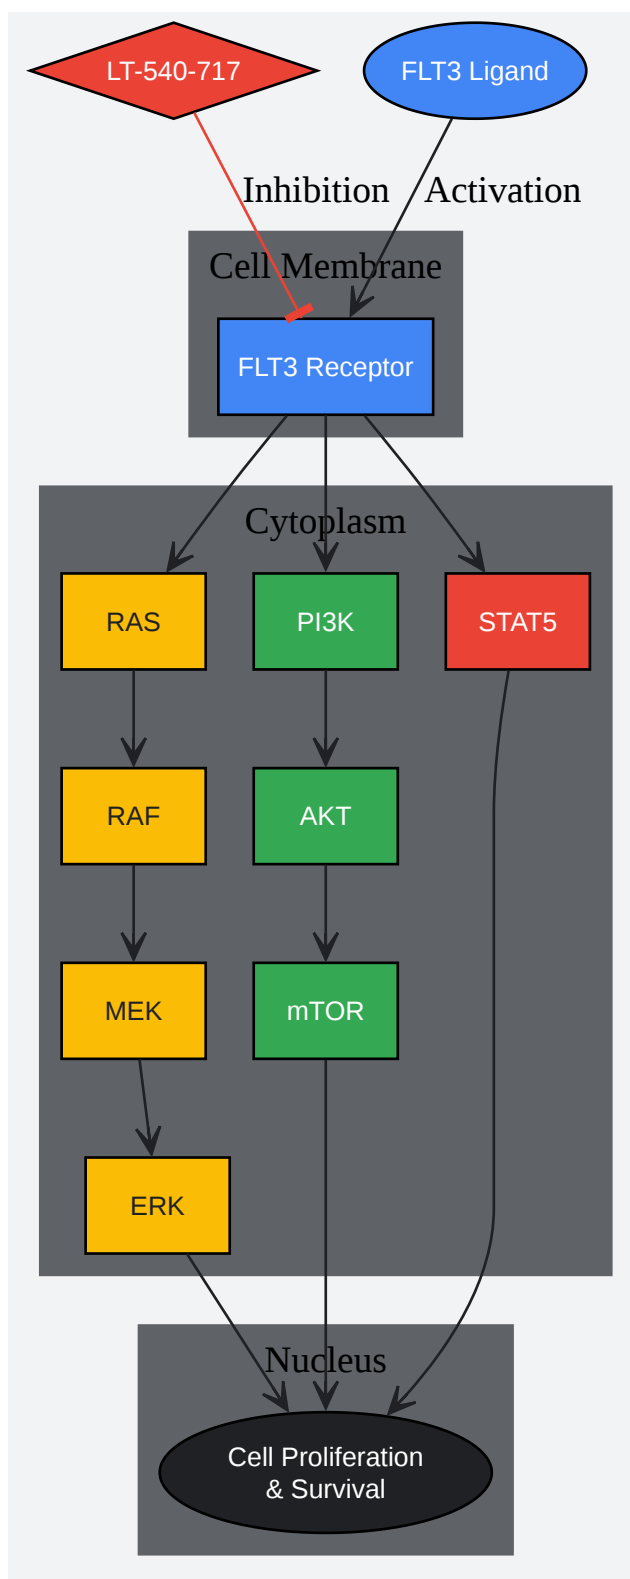 LT-540-717
FLT3 Ligand
Inhibition
Activation
Cell Membrane
FLT3 Receptor
Cytoplasm
RAS
PI3K
STAT5
RAF
AKT
MEK
mTOR
ERK
Nucleus
Cell Proliferation
& Survival